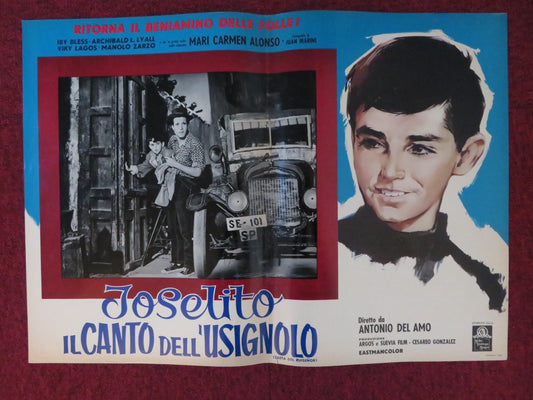 RITORNA IL BENIAMINO DELLE FOLLE!
IBY BLESS - ARCHIBALD L. LYALL
VIKY LAGOS - MANOLO ZARZO
MARI CARMEN ALONSO
SE-101
SP
Joselito
IL CANTO DELL'USIGNOLO
Diretto da
ANTONIO DEL AMO
PRODUZIONE
ARGOS e SUEVIA FILM - CESAREO GONZALEZ
EASTMANCOLOR